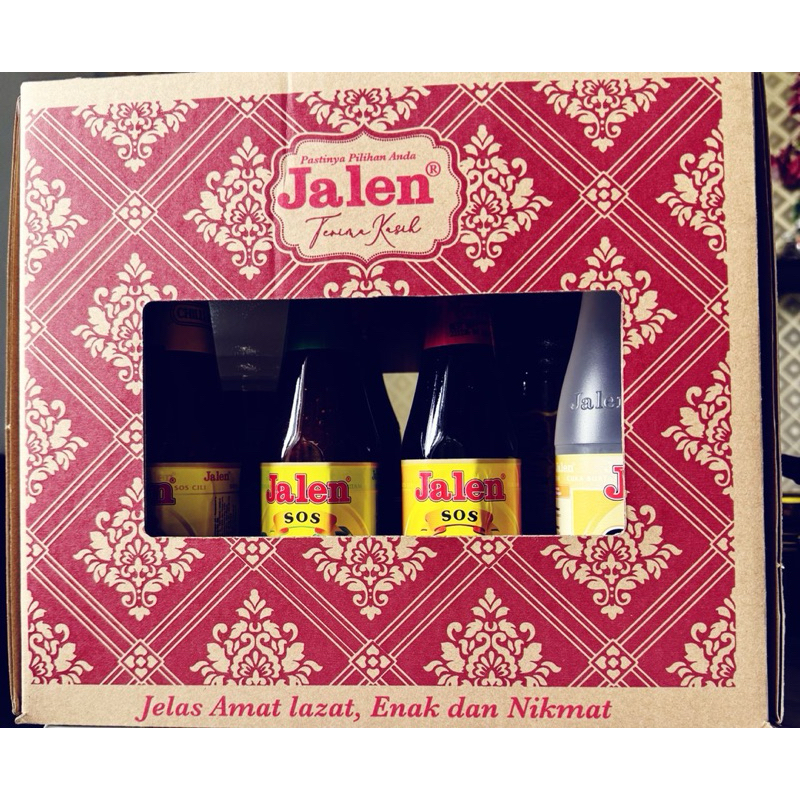 Pastinya Pilihan Anda
Jalen®
Terima Kasih
CHILI
Jalen
SOS CILI
Jalen®
SOS
Jalen®
SOS
Jalen
J
Jelas Amat lazat, Enak dan Nikmat